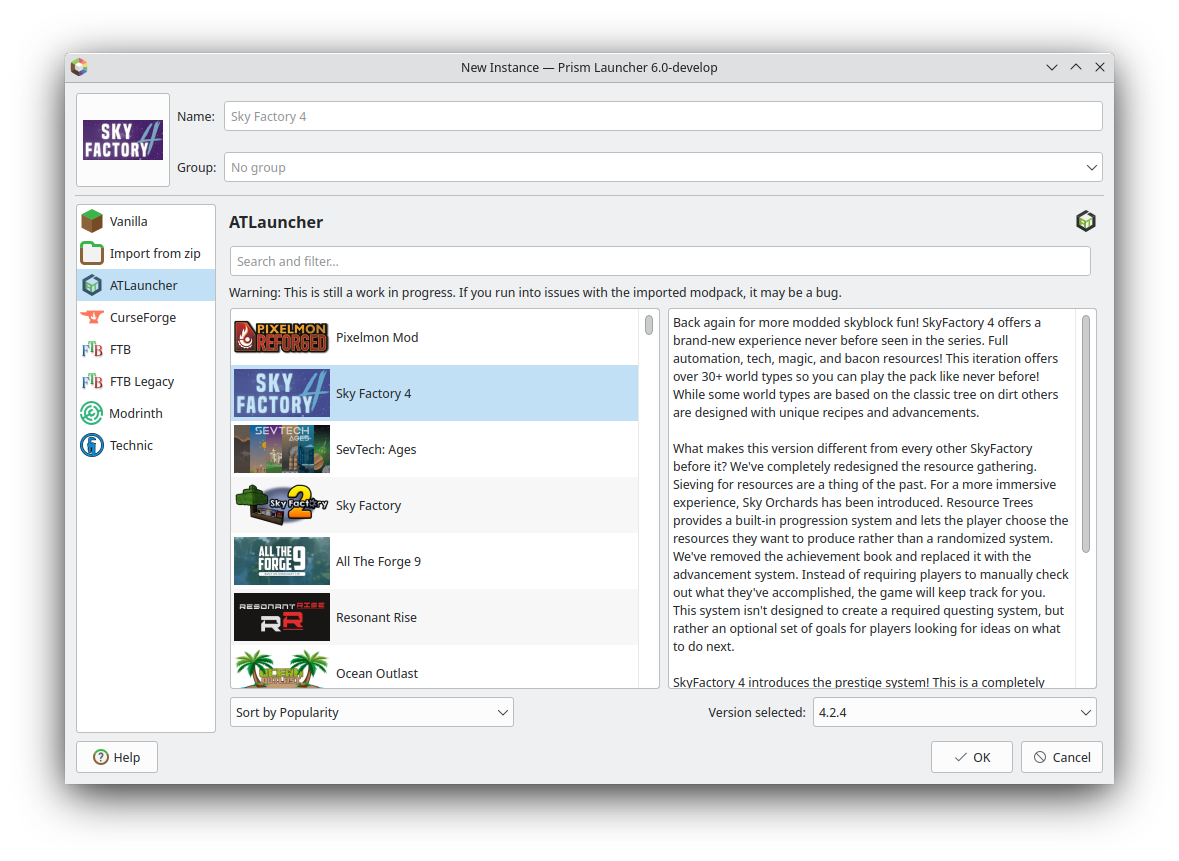 New Instance — Prism Launcher 6.0-develop
SKY
FACTORY 4
Name:
Sky Factory 4
Group:
No group
Vanilla
Import from zip
ATLauncher
CurseForge
FTB
FTB
FTB
FTB Legacy
Modrinth
Technic
ATLauncher
Search and filter...
Warning: This is still a work in progress. If you run into issues with the imported modpack, it may be a bug.
PIXELMON
REFORGED
Pixelmon Mod
SKY
FACTORY 4
Sky Factory 4
SEVTECH
AGES
SevTech: Ages
Sky Factory
2
Sky Factory
ALL THE
FORGE 9
All The Forge 9
RESONANT RISE
RR
Resonant Rise
OCEAN
Ocean Outlast
Back again for more modded skyblock fun! SkyFactory 4 offers a
brand-new experience never before seen in the series. Full
automation, tech, magic, and bacon resources! This iteration offers
over 30+ world types so you can play the pack like never before!
While some world types are based on the classic tree on dirt others
are designed with unique recipes and advancements.
What makes this version different from every other SkyFactory
before it? We've completely redesigned the resource gathering.
Sieving for resources are a thing of the past. For a more immersive
experience, Sky Orchards has been introduced. Resource Trees
provides a built-in progression system and lets the player choose the
resources they want to produce rather than a randomized system.
We've removed the achievement book and replaced it with the
advancement system. Instead of requiring players to manually check
out what they've accomplished, the game will keep track for you.
This system isn't designed to create a required questing system, but
rather an optional set of goals for players looking for ideas on what
to do next.
SkyFactory 4 introduces the prestige system! This is a completely
Sort by Popularity
Version selected:
4.2.4
Help
OK
Cancel